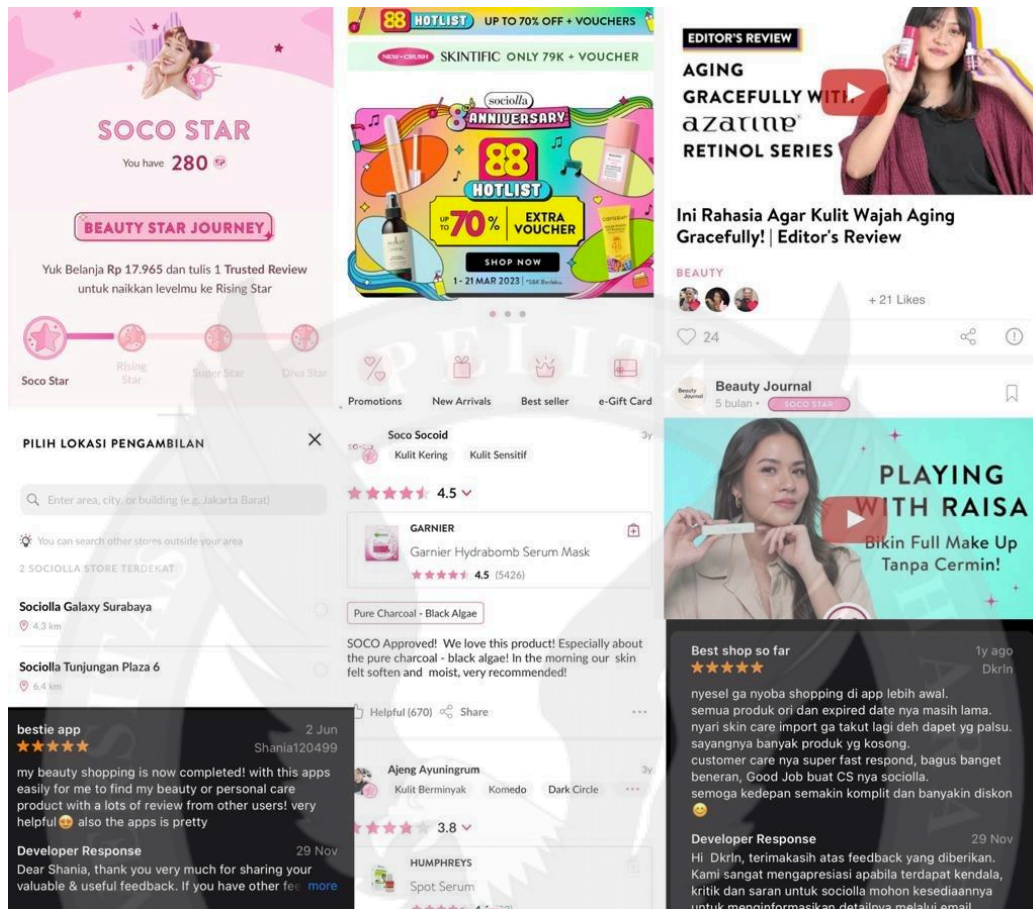 SOCO STAR
You have 280 SP
BEAUTY STAR JOURNEY
Yuk Belanja Rp 17.965 dan tulis 1 Trusted Review
untuk naikkan levelmu ke Rising Star
Soco Star
Rising
Star
Super Star
Diva Star
PILIH LOKASI PENGAMBILAN
Enter area, city, or building (e.g. Jakarta Barat)
You can search other stores outside your area
2 SOCIOLLA STORE TERDEKAT
Sociolla Galaxy Surabaya
4.3 km
Sociolla Tunjungan Plaza 6
6.4 km
bestie app
2 Jun
Shania120499
my beauty shopping is now completed! with this apps
easily for me to find my beauty or personal care
product with a lots of review from other users! very
helpful🤩 also the apps is pretty
Developer Response
29 Nov
Dear Shania, thank you very much for sharing your
valuable & useful feedback. If you have other fee more
88 HOTLIST UP TO 70% OFF + VOUCHERS
NEW CRUSH SKINTIFIC ONLY 79K + VOUCHER
sociolla
8 ANNIVERSARY
88
HOTLIST
UP TO 70%
EXTRA
VOUCHER
SHOP NOW
1 - 21 MAR 2023 | *S&K Berlaku.
Promotions
New Arrivals
Best seller
e-Gift Card
Soco Socoid
3y
Kulit Kering Kulit Sensitif
4.5
GARNIER
Garnier Hydrabomb Serum Mask
4.5 (5426)
Pure Charcoal - Black Algae
SOCO Approved! We love this product! Especially about
the pure charcoal - black algae! In the morning our skin
felt soften and moist, very recommended!
Helpful (670) Share
Ajeng Ayuningrum
3y
Kulit Berminyak Komedo Dark Circle
3.8
HUMPHREYS
Spot Serum
EDITOR'S REVIEW
AGING
GRACEFULLY WITH
azarine
RETINOL SERIES
Ini Rahasia Agar Kulit Wajah Aging
Gracefully! | Editor's Review
BEAUTY
+ 21 Likes
24
Beauty Journal
Beauty Journal
5 bulan • SOCO STAR
PLAYING
WITH RAISA
Bikin Full Make Up
Tanpa Cermin!
Best shop so far
1y ago
Dkrln
nyesel ga nyoba shopping di app lebih awal.
semua produk ori dan expired date nya masih lama.
nyari skin care import ga takut lagi deh dapet yg palsu.
sayangnya banyak produk yg kosong.
customer care nya super fast respond, bagus banget
beneran, Good Job buat CS nya sociolla.
semoga kedepan semakin komplit dan banyakin diskon
😊
Developer Response
29 Nov
Hi Dkrln, terimakasih atas feedback yang diberikan.
Kami sangat mengapresiasi apabila terdapat kendala,
kritik dan saran untuk sociolla mohon kesediaannya
untuk menginformasikan detailnya melalui email
PELITA
HARA